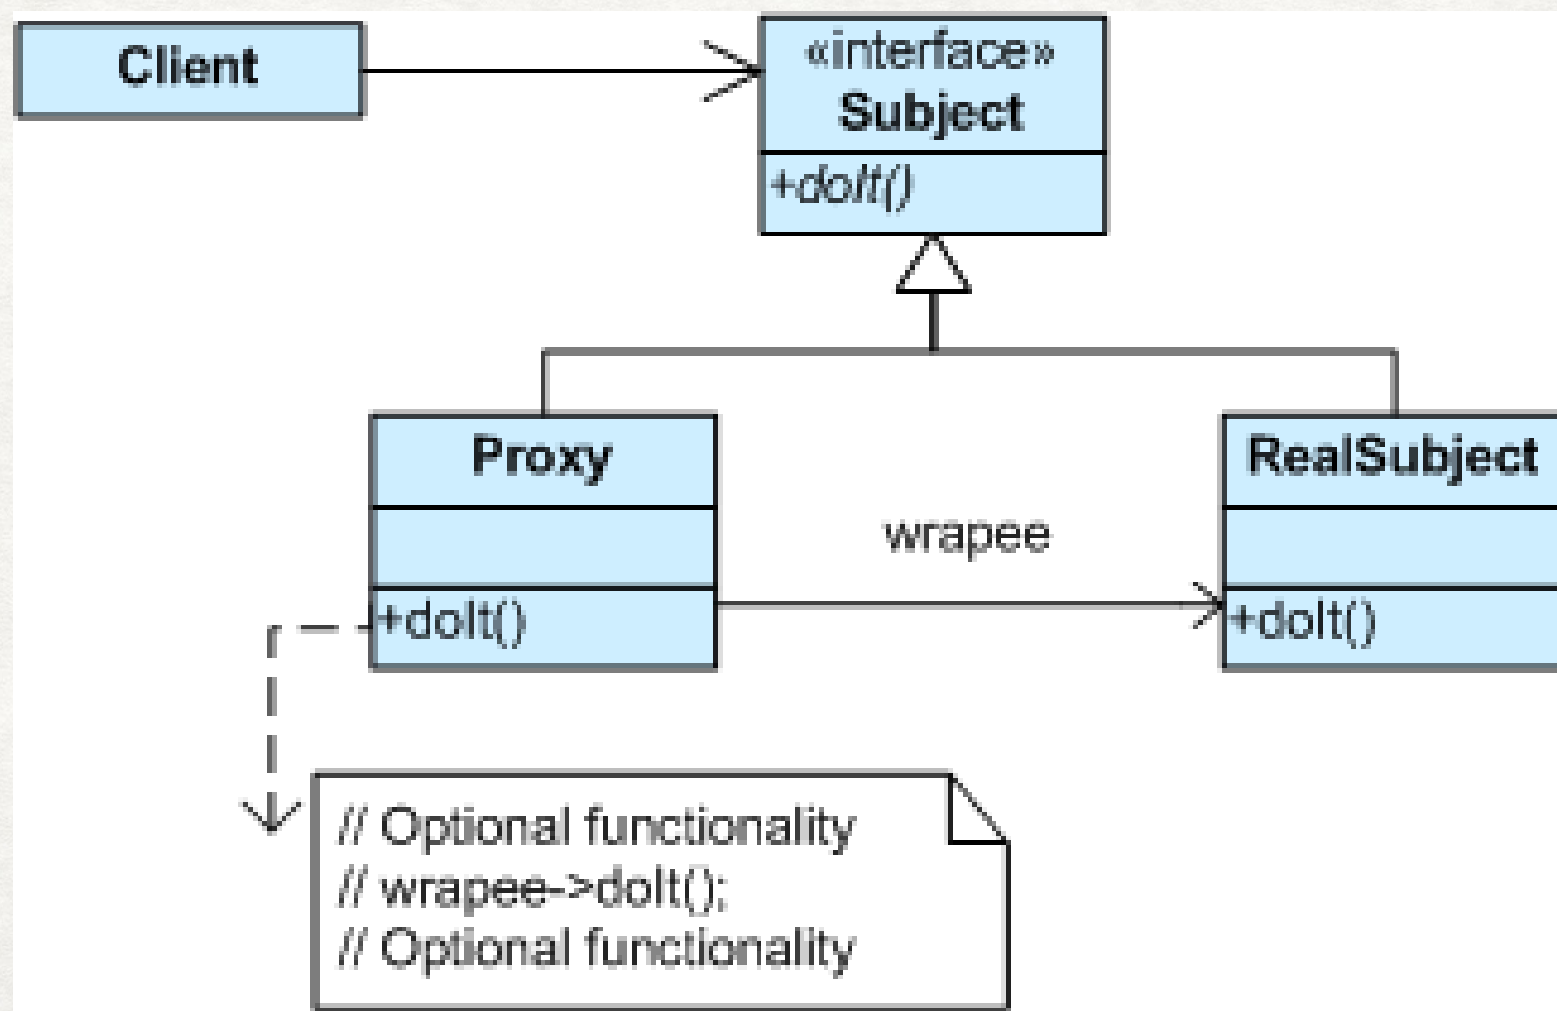 Client
«interface»
Subject
+doIt()
Proxy
RealSubject
wrapee
+doIt()
+doIt()
// Optional functionality
// wrapee->doIt();
// Optional functionality